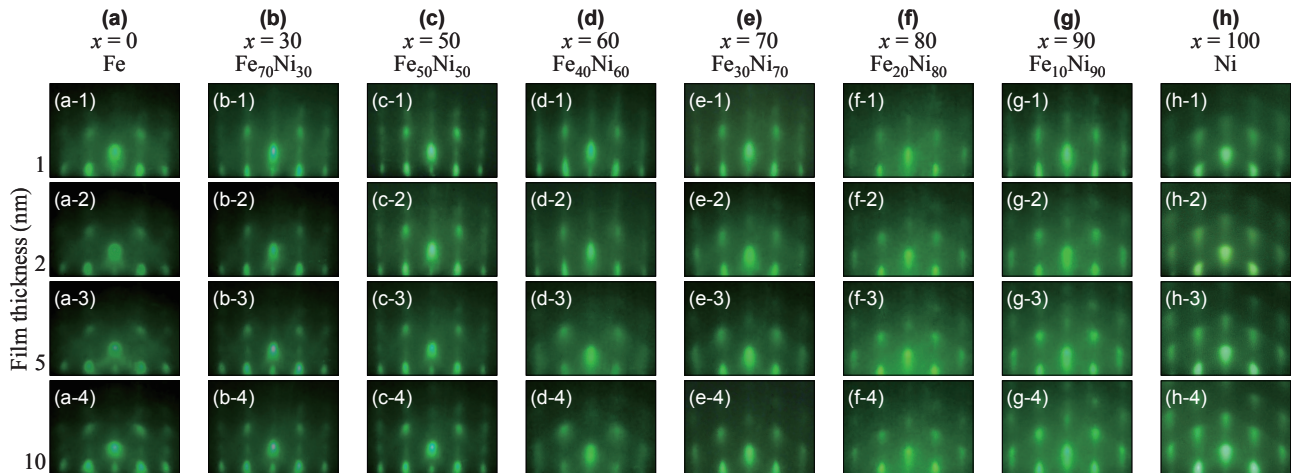 (a) (b) (c) (d) (e) (f) (g) (h)
x = 0 x = 30 x = 50 x = 60 x = 70 x = 80 x = 90 x = 100
Fe Fe₇₀Ni₃₀ Fe₅₀Ni₅₀ Fe₄₀Ni₆₀ Fe₃₀Ni₇₀ Fe₂₀Ni₈₀ Fe₁₀Ni₉₀ Ni
(a-1) (b-1) (c-1) (d-1) (e-1) (f-1) (g-1) (h-1)
1
(a-2) (b-2) (c-2) (d-2) (e-2) (f-2) (g-2) (h-2)
2
(a-3) (b-3) (c-3) (d-3) (e-3) (f-3) (g-3) (h-3)
5
(a-4) (b-4) (c-4) (d-4) (e-4) (f-4) (g-4) (h-4)
10
Film thickness (nm)